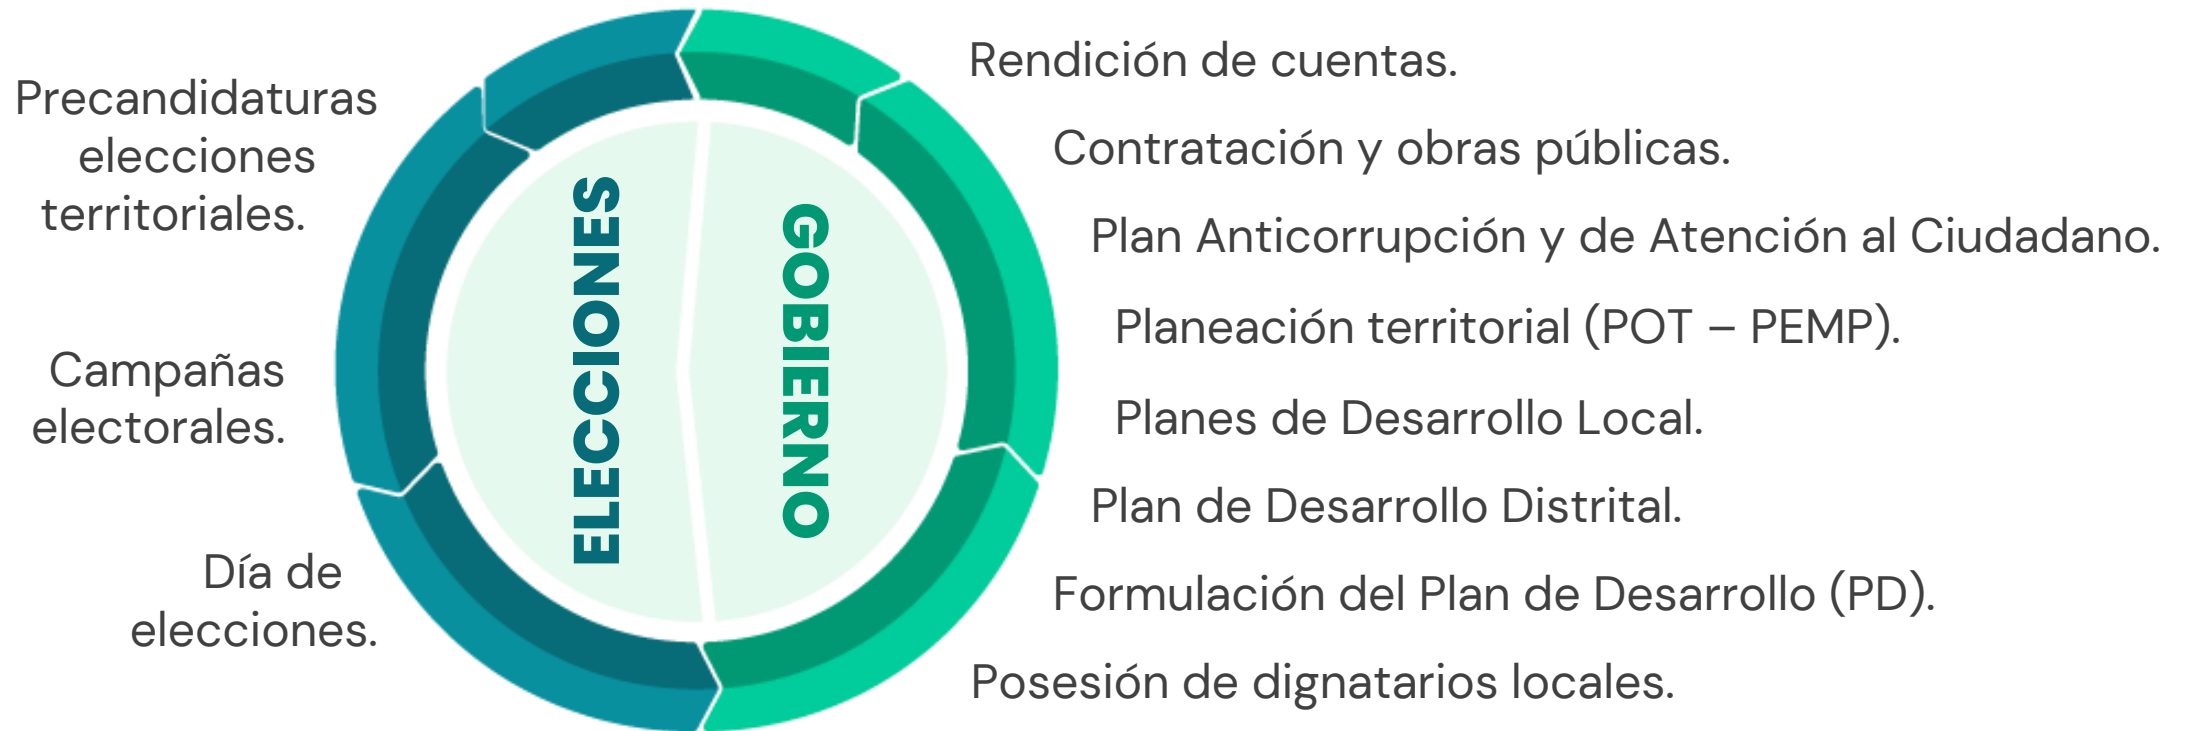 Precandidaturas
elecciones
territoriales.
Campañas
electorales.
Día de
elecciones.
ELECCIONES
GOBIERNO
Rendición de cuentas.
Contratación y obras públicas.
Plan Anticorrupción y de Atención al Ciudadano.
Planeación territorial (POT – PEMP).
Planes de Desarrollo Local.
Plan de Desarrollo Distrital.
Formulación del Plan de Desarrollo (PD).
Posesión de dignatarios locales.